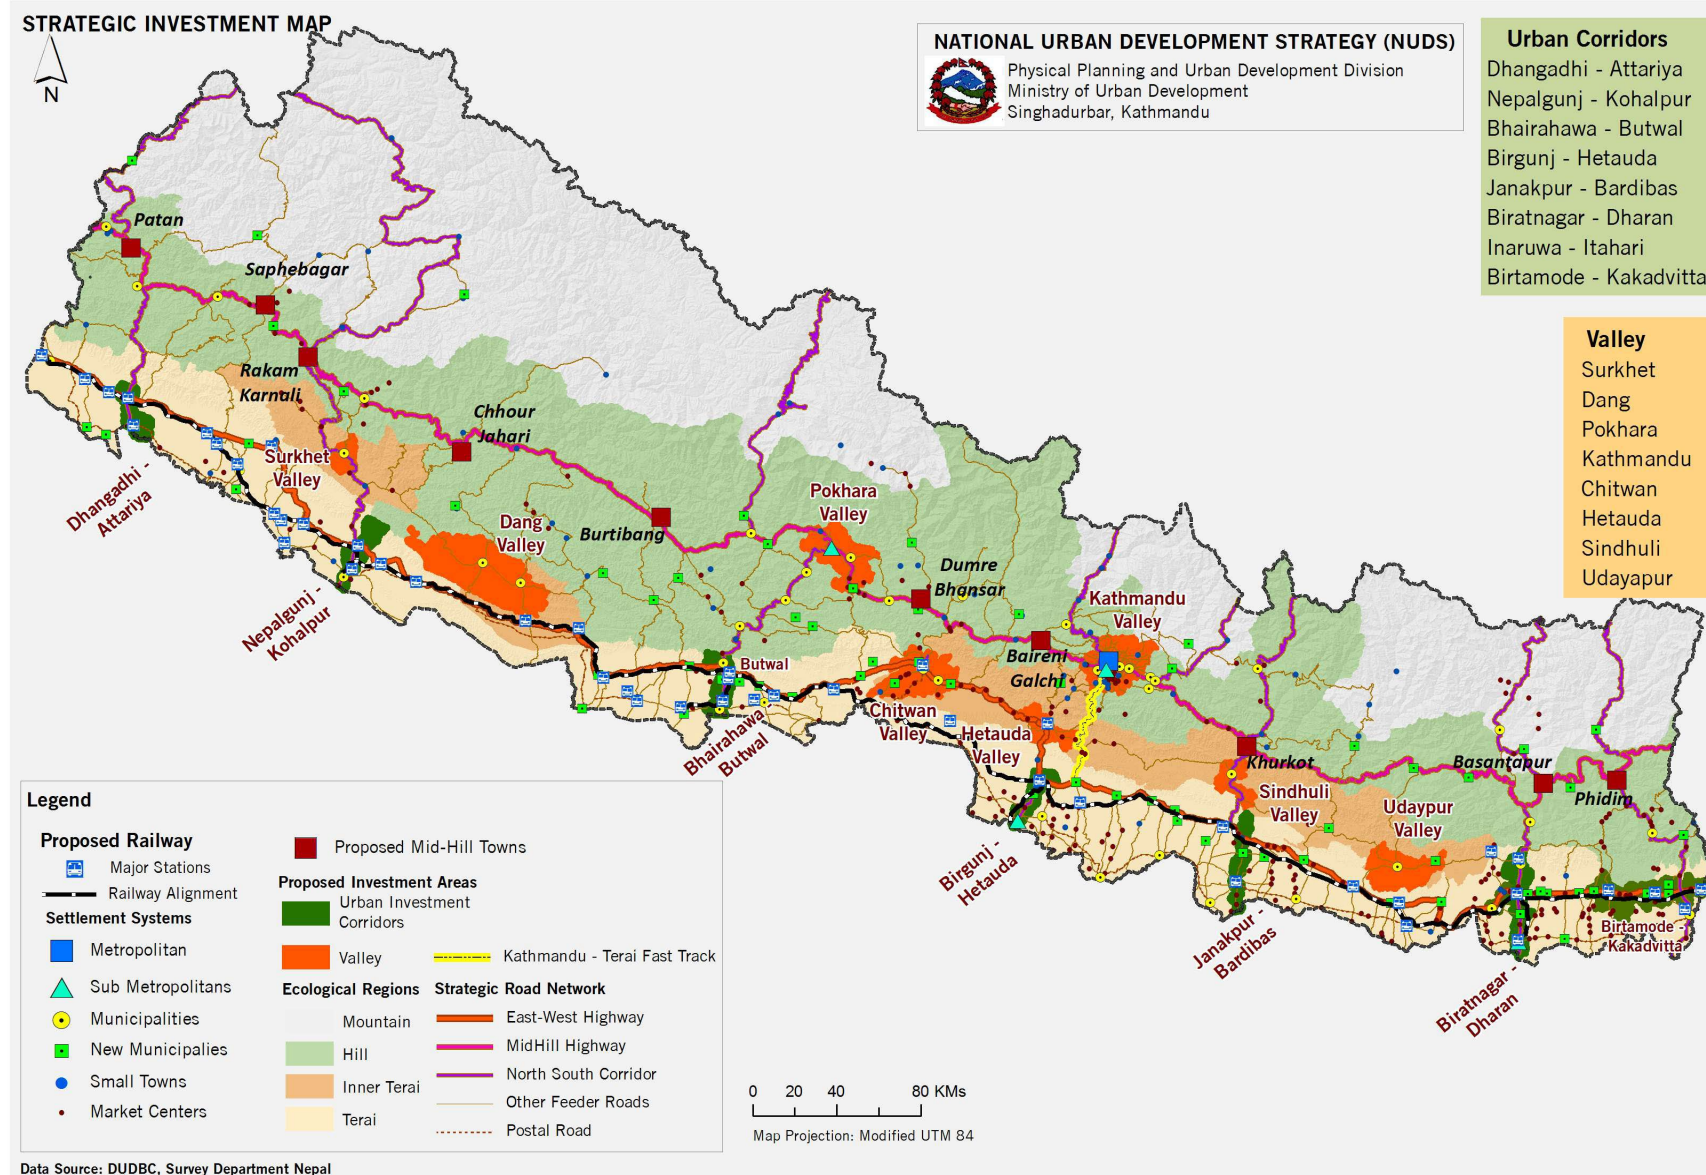 STRATEGIC INVESTMENT MAP
N
NATIONAL URBAN DEVELOPMENT STRATEGY (NUDS)
Physical Planning and Urban Development Division
Ministry of Urban Development
Singhadurbar, Kathmandu
Urban Corridors
Dhangadhi - Attariya
Nepalgunj - Kohalpur
Bhairahawa - Butwal
Birgunj - Hetauda
Janakpur - Bardibas
Biratnagar - Dharan
Inaruwa - Itahari
Birtamode - Kakadvitta
Valley
Surkhet
Dang
Pokhara
Kathmandu
Chitwan
Hetauda
Sindhuli
Udayapur
Patan
Saphebagar
Rakam
Karnali
Chhour
Jahari
Surkhet
Valley
Dhangadhi -
Attariya
Dang
Valley
Burtibang
Pokhara
Valley
Dumre
Bhansar
Kathmandu
Valley
Nepalgunj -
Kohalpur
Butwal
Baireni
Galchi
Bhairahawa -
Butwal
Chitwan
Valley
Hetauda
Valley
Khurkot
Basantapur
Phidim
Sindhuli
Valley
Udaypur
Valley
Birgunj -
Hetauda
Janakpur -
Bardibas
Birtamode -
Kakadvitta
Biratnagar -
Dharan
Legend
Proposed Railway
Major Stations
Railway Alignment
Settlement Systems
Metropolitan
Sub Metropolitans
Municipalities
New Municipalies
Small Towns
Market Centers
Proposed Mid-Hill Towns
Proposed Investment Areas
Urban Investment
Corridors
Valley
Kathmandu - Terai Fast Track
Ecological Regions
Mountain
Hill
Inner Terai
Terai
Strategic Road Network
East-West Highway
MidHill Highway
North South Corridor
Other Feeder Roads
Postal Road
0 20 40 80 KMs
Map Projection: Modified UTM 84
Data Source: DUDBC, Survey Department Nepal